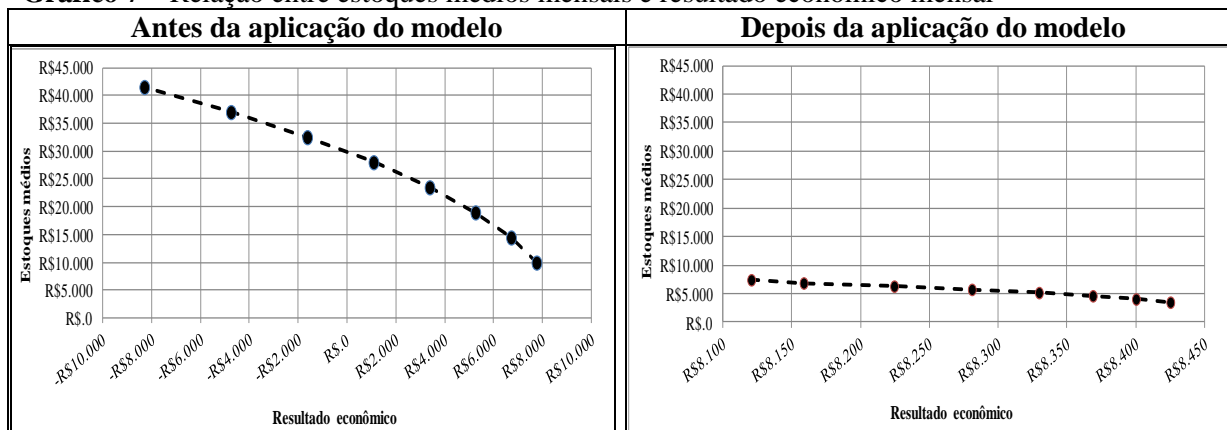 Gráfico 7 – Relação entre estoques médios mensais e resultado econômico mensal
Antes da aplicação do modelo
Estoques médios
R$45.000
R$40.000
R$35.000
R$30.000
R$25.000
R$20.000
R$15.000
R$10.000
R$5.000
R$.0
-R$10.000
-R$8.000
-R$6.000
-R$4.000
-R$2.000
R$.0
R$2.000
R$4.000
R$6.000
R$8.000
R$10.000
Resultado econômico
Depois da aplicação do modelo
Estoques médios
R$45.000
R$40.000
R$35.000
R$30.000
R$25.000
R$20.000
R$15.000
R$10.000
R$5.000
R$.0
R$8.100
R$8.150
R$8.200
R$8.250
R$8.300
R$8.350
R$8.400
R$8.450
Resultado econômico